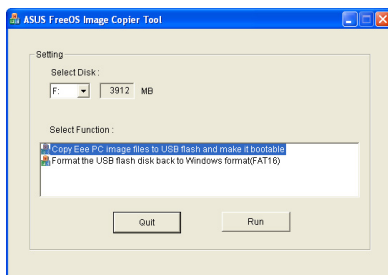 ASUS FreeOS Image Copier Tool
Setting
Select Disk :
F: 3912 MB
Select Function :
Copy Eee PC image files to USB flash and make it bootable
Format the USB flash disk back to Windows format(FAT16)
Quit Run